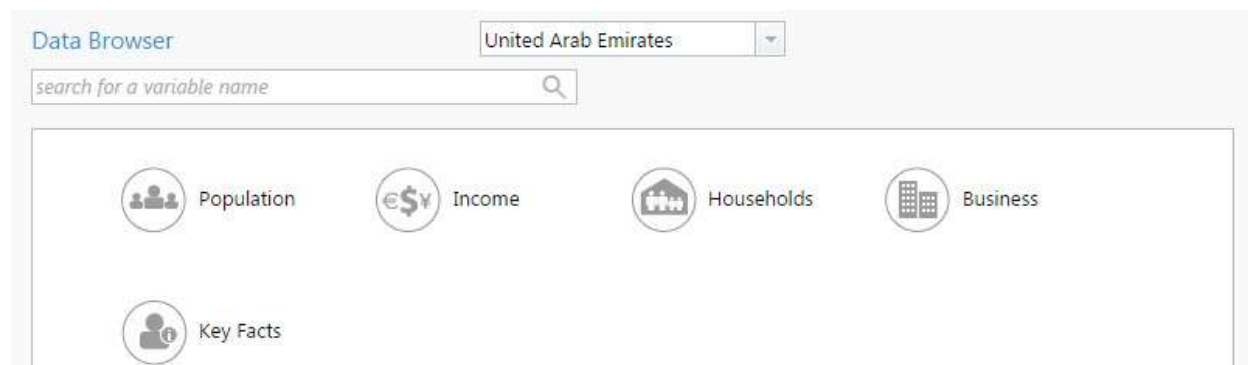 Data Browser
United Arab Emirates
search for a variable name
Population
€$¥ Income
Households
Business
Key Facts